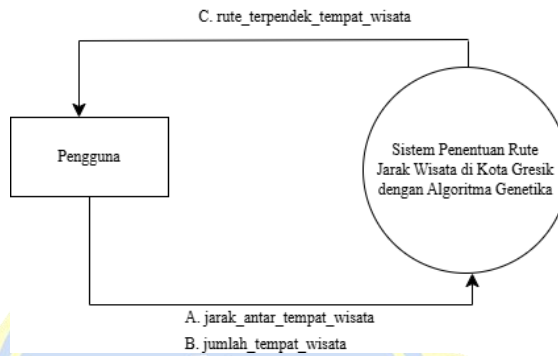 C. rute_terpendek_tempat_wisata
Pengguna
Sistem Penentuan Rute
Jarak Wisata di Kota Gresik
dengan Algoritma Genetika
A. jarak_antar_tempat_wisata
B. jumlah_tempat_wisata